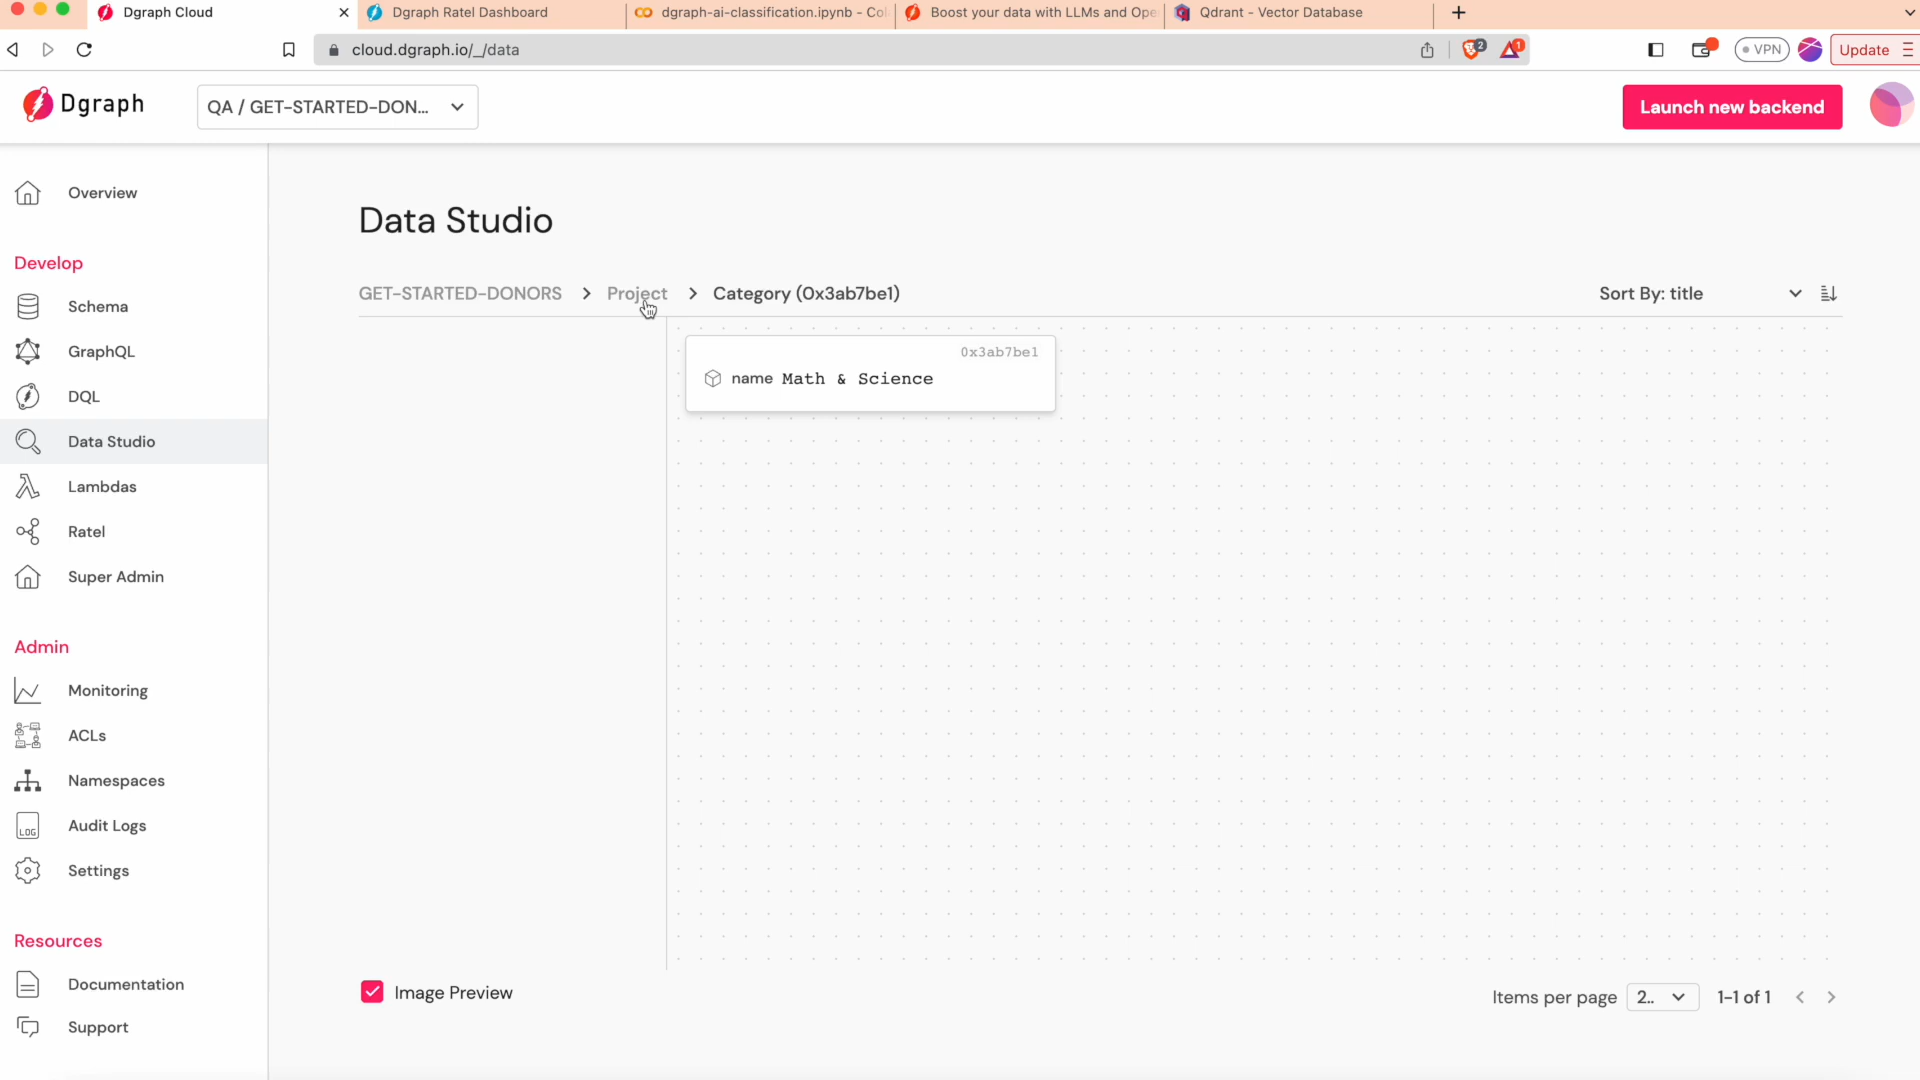 Dgraph Cloud
Dgraph Ratel Dashboard
dgraph-ai-classification.ipynb - Col
Boost your data with LLMs and Ope
Qdrant - Vector Database
cloud.dgraph.io/_/data
2
1
VPN
Update
Dgraph
QA / GET-STARTED-DON...
Launch new backend
Overview
Develop
Schema
GraphQL
DQL
Data Studio
Lambdas
Ratel
Super Admin
Admin
Monitoring
ACLs
Namespaces
LOG
Audit Logs
Settings
Resources
Documentation
Support
Data Studio
GET-STARTED-DONORS > Project > Category (0x3ab7be1)
Sort By: title
0x3ab7be1
name Math & Science
Image Preview
Items per page 2.. 1-1 of 1